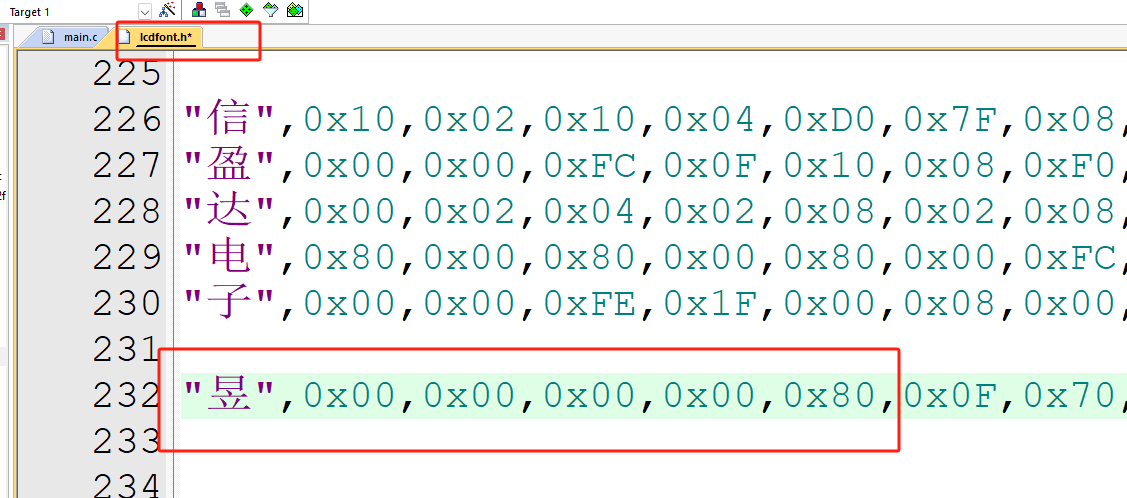 Target 1
main.c
lcdfont.h*
225
226 "信",0x10,0x02,0x10,0x04,0xD0,0x7F,0x08,
227 "盈",0x00,0x00,0xFC,0x0F,0x10,0x08,0xF0,
228 "达",0x00,0x02,0x04,0x02,0x08,0x02,0x08,
229 "电",0x80,0x00,0x80,0x00,0x80,0x00,0xFC,
230 "子",0x00,0x00,0xFE,0x1F,0x00,0x08,0x00,
231
232 "昱",0x00,0x00,0x00,0x00,0x80,0x0F,0x70,
233
234